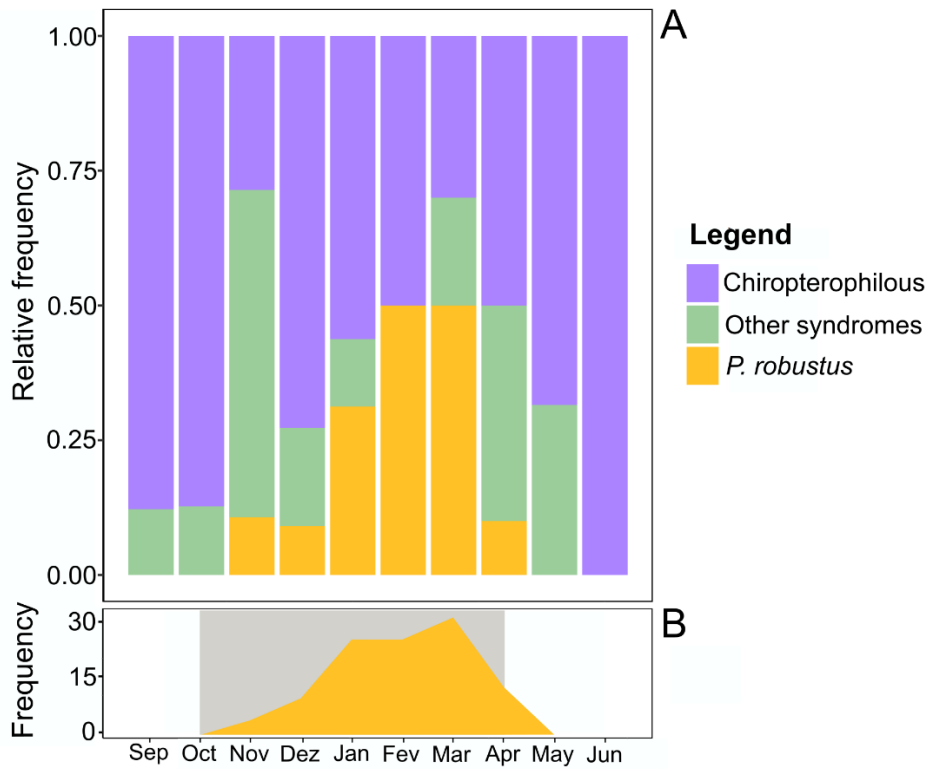 A
1.00
0.75
0.50
0.25
0.00
Relative frequency
Legend
Chiropterophilous
Other syndromes
P. robustus
B
30
15
0
Frequency
Sep Oct Nov Dez Jan Fev Mar Apr May Jun